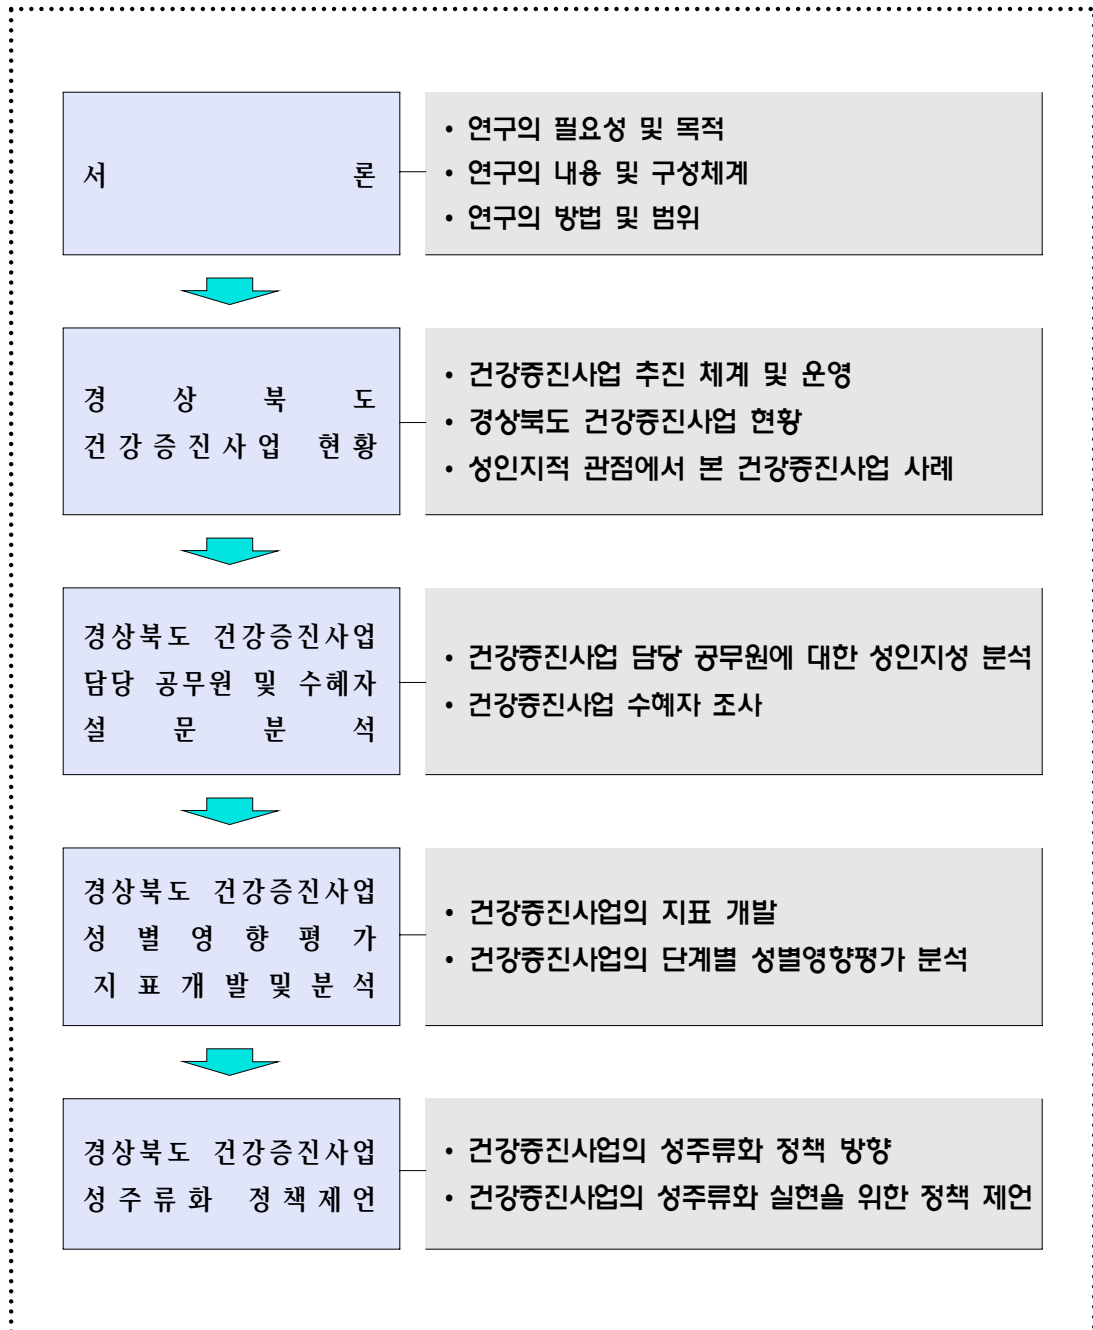 서 론
• 연구의 필요성 및 목적
• 연구의 내용 및 구성체계
• 연구의 방법 및 범위
경 상 북 도
건강증진사업 현황
• 건강증진사업 추진 체계 및 운영
• 경상북도 건강증진사업 현황
• 성인지적 관점에서 본 건강증진사업 사례
경상북도 건강증진사업
담당 공무원 및 수혜자
설 문 분 석
• 건강증진사업 담당 공무원에 대한 성인지성 분석
• 건강증진사업 수혜자 조사
경상북도 건강증진사업
성 별 영 향 평 가
지 표 개 발 및 분 석
• 건강증진사업의 지표 개발
• 건강증진사업의 단계별 성별영향평가 분석
경상북도 건강증진사업
성주류화 정책제언
• 건강증진사업의 성주류화 정책 방향
• 건강증진사업의 성주류화 실현을 위한 정책 제언